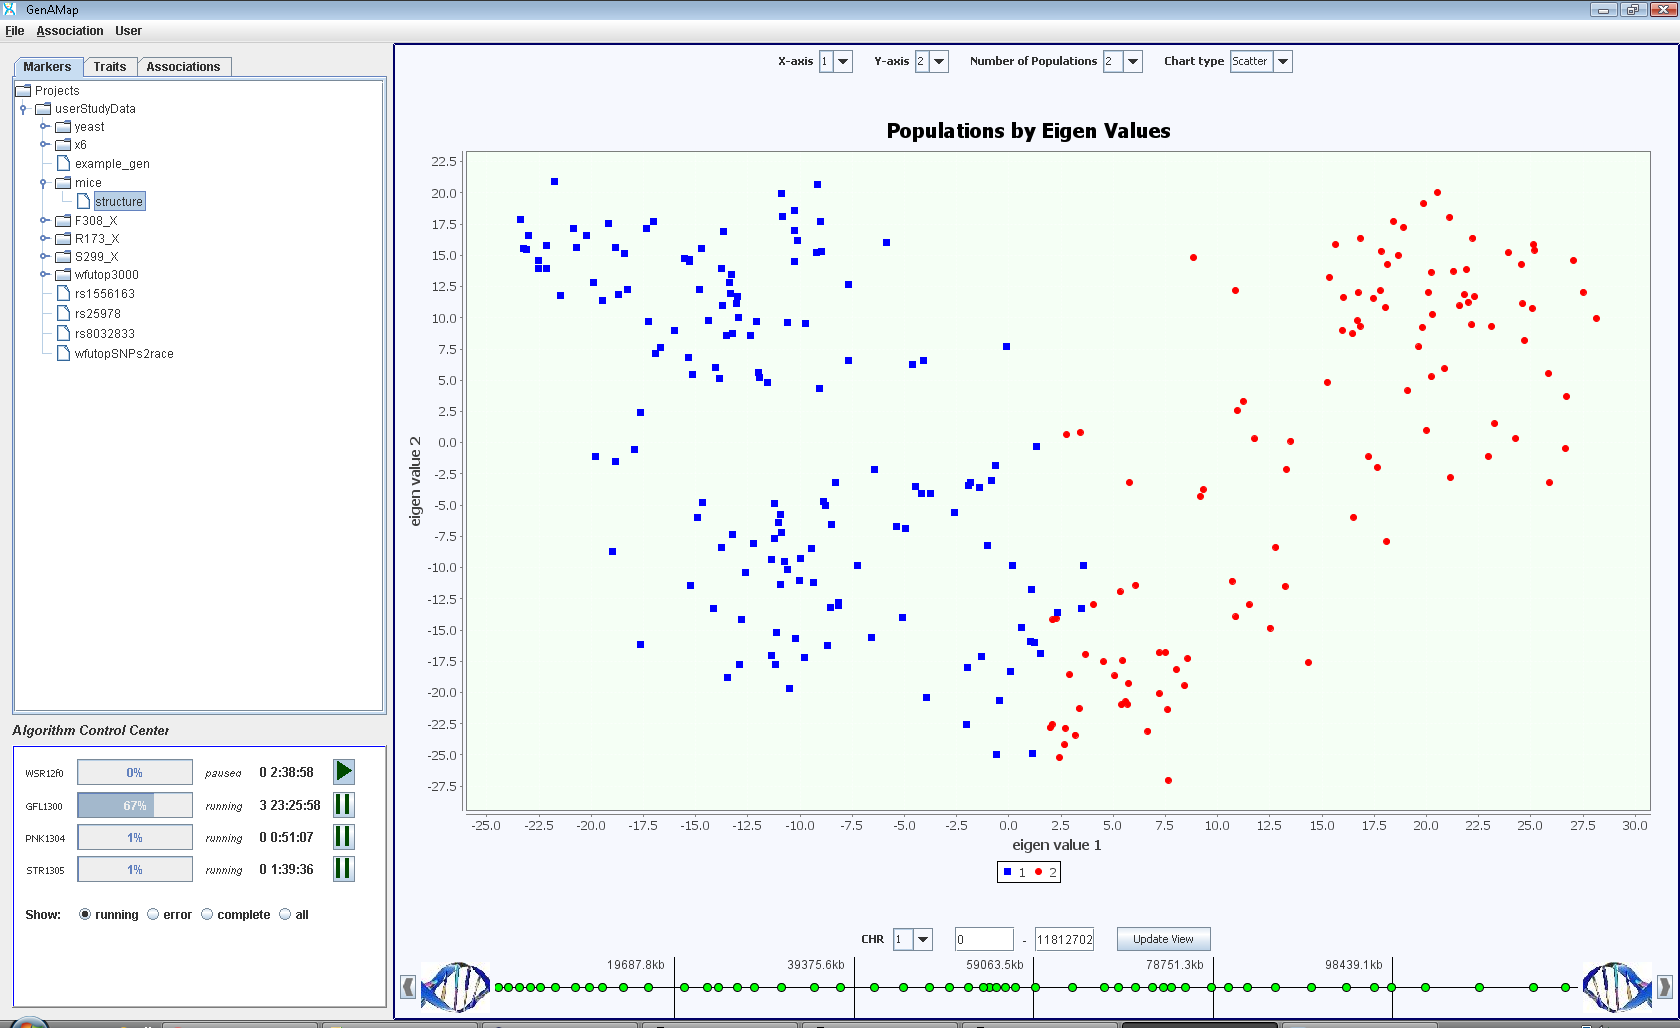 GenAMap
File Association User
Markers Traits Associations
Projects
userStudyData
yeast
x6
example_gen
mice
structure
F308_X
R173_X
S299_X
wfutop3000
rs1556163
rs25978
rs8032833
wfutopSNPs2race
Algorithm Control Center
WSR12f0 0% paused 0 2:38:58
GFL1300 67% running 3 23:25:58
PNK1304 1% running 0 0:51:07
STR1305 1% running 0 1:39:36
Show: running error complete all
X-axis 1 Y-axis 2 Number of Populations 2 Chart type Scatter
Populations by Eigen Values
22.5
20.0
17.5
15.0
12.5
10.0
7.5
5.0
2.5
0.0
-2.5
-5.0
-7.5
-10.0
-12.5
-15.0
-17.5
-20.0
-22.5
-25.0
-27.5
eigen value 2
-25.0 -22.5 -20.0 -17.5 -15.0 -12.5 -10.0 -7.5 -5.0 -2.5 0.0 2.5 5.0 7.5 10.0 12.5 15.0 17.5 20.0 22.5 25.0 27.5 30.0
eigen value 1
1 2
CHR 1 0 - 11812702 Update View
19687.8kb 39375.6kb 59063.5kb 78751.3kb 98439.1kb